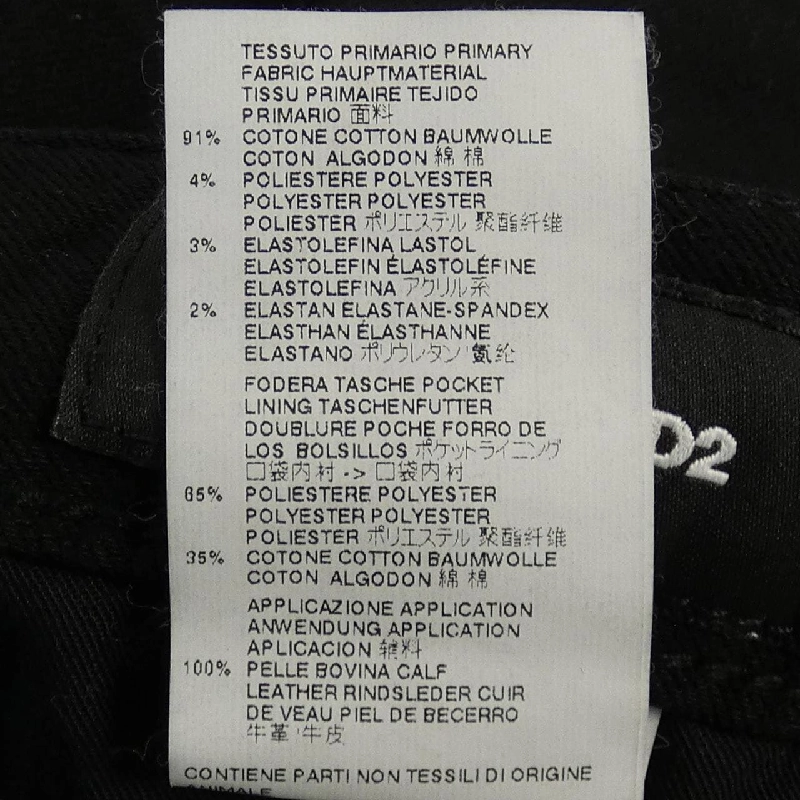 TESSUTO PRIMARIO PRIMARY
FABRIC HAUPTMATERIAL
TISSU PRIMAIRE TEJIDO
PRIMARIO 面料
91% COTONE COTTON BAUMWOLLE
COTON ALGODON 綿 棉
4% POLIESTERE POLYESTER
POLYESTER POLYESTER
POLIESTER ポリエステル 聚酯纤维
3% ELASTOLEFINA LASTOL
ELASTOLEFIN ÉLASTOLÉFINE
ELASTOLEFINA アクリル系
2% ELASTAN ELASTANE-SPANDEX
ELASTHAN ÉLASTHANNE
ELASTANO ポリウレタン 氨纶
FODERA TASCHE POCKET
LINING TASCHENFUTTER
DOUBLURE POCHE FORRO DE
LOS BOLSILLOS ポケットライニング
口袋内衬 -> 口袋内衬
65% POLIESTERE POLYESTER
POLYESTER POLYESTER
POLIESTER ポリエステル 聚酯纤维
35% COTONE COTTON BAUMWOLLE
COTON ALGODON 綿 棉
APPLICAZIONE APPLICATION
ANWENDUNG APPLICATION
APLICACION 辅料
100% PELLE BOVINA CALF
LEATHER RINDSLEDER CUIR
DE VEAU PIEL DE BECERRO
牛革 牛皮
CONTIENE PARTI NON TESSILI DI ORIGINE
D2